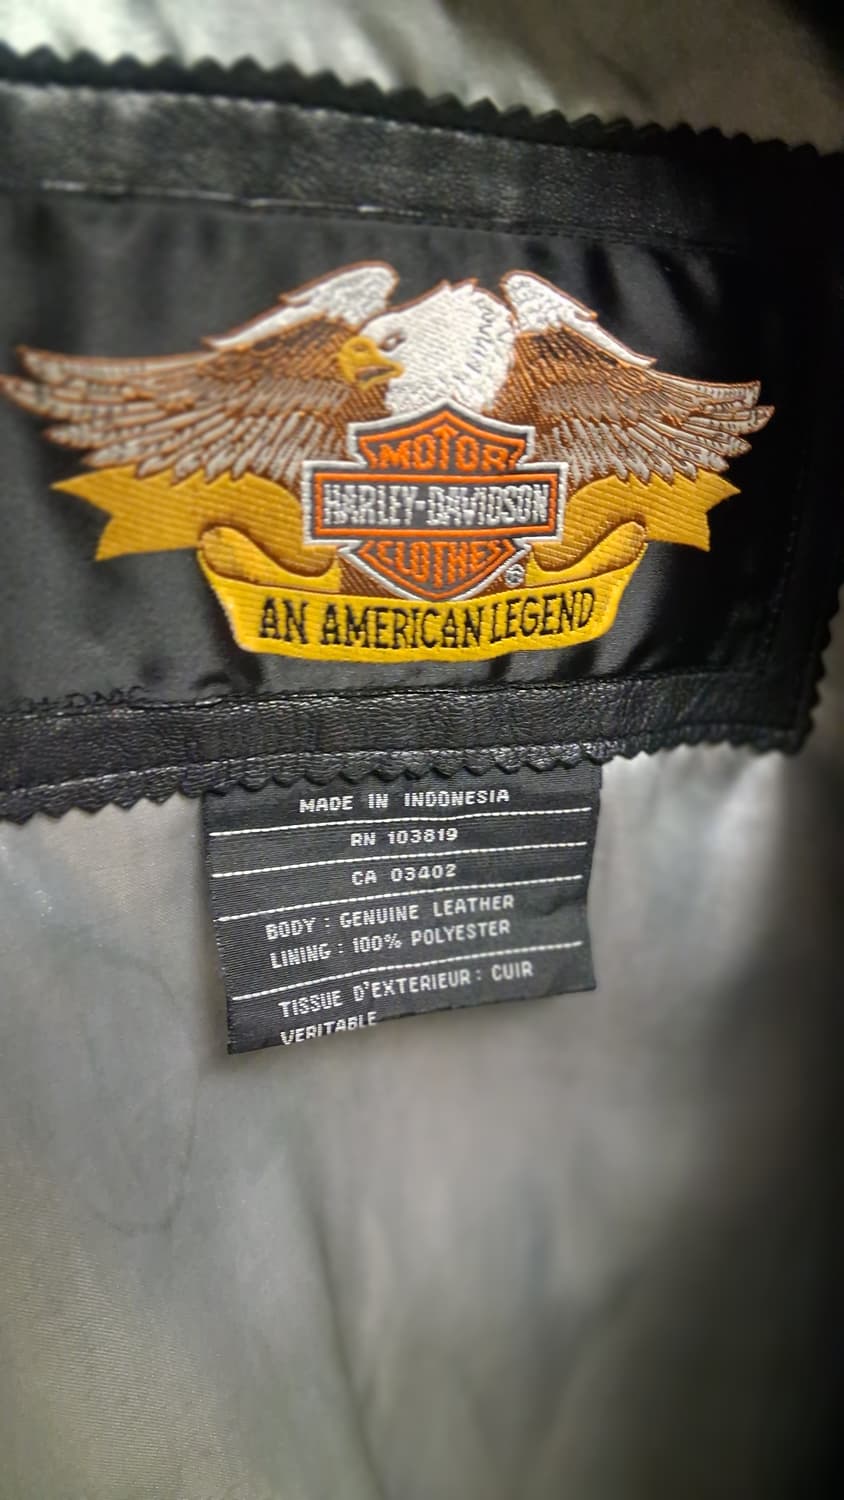 MOTOR
HARLEY-DAVIDSON
CLOTHES
®
AN AMERICAN LEGEND
MADE IN INDONESIA
RN 103819
CA 03402
BODY : GENUINE LEATHER
LINING : 100% POLYESTER
TISSUE D'EXTERIEUR : CUIR
VERITABLE